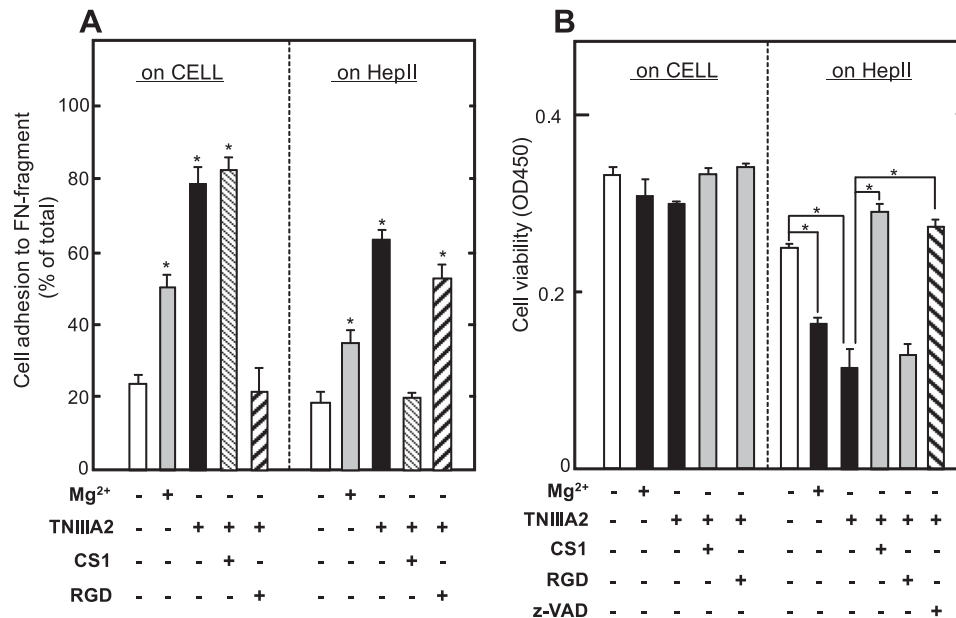 A
on CELL
on HepII
Cell adhesion to FN-fragment
(% of total)
100
80
60
40
20
0
* * * * * *
Mg2+ - + - - - - + - - -
TNIIIA2 - - + + + - - + + +
CS1 - - - + - - - - + -
RGD - - - - + - - - - +
B
on CELL
on HepII
Cell viability (OD450)
0.4
0.2
0
* * * *
Mg2+ - + - - - - + - - - -
TNIIIA2 - - + + + - - + + + +
CS1 - - - + - - - - + - -
RGD - - - - + - - - - + -
z-VAD - - - - - - - - - - +